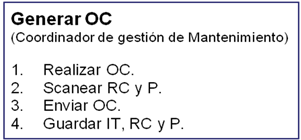 Generar OC
(Coordinador de gestión de Mantenimiento)
1. Realizar OC.
2. Scanear RC y P.
3. Enviar OC.
4. Guardar IT, RC y P.